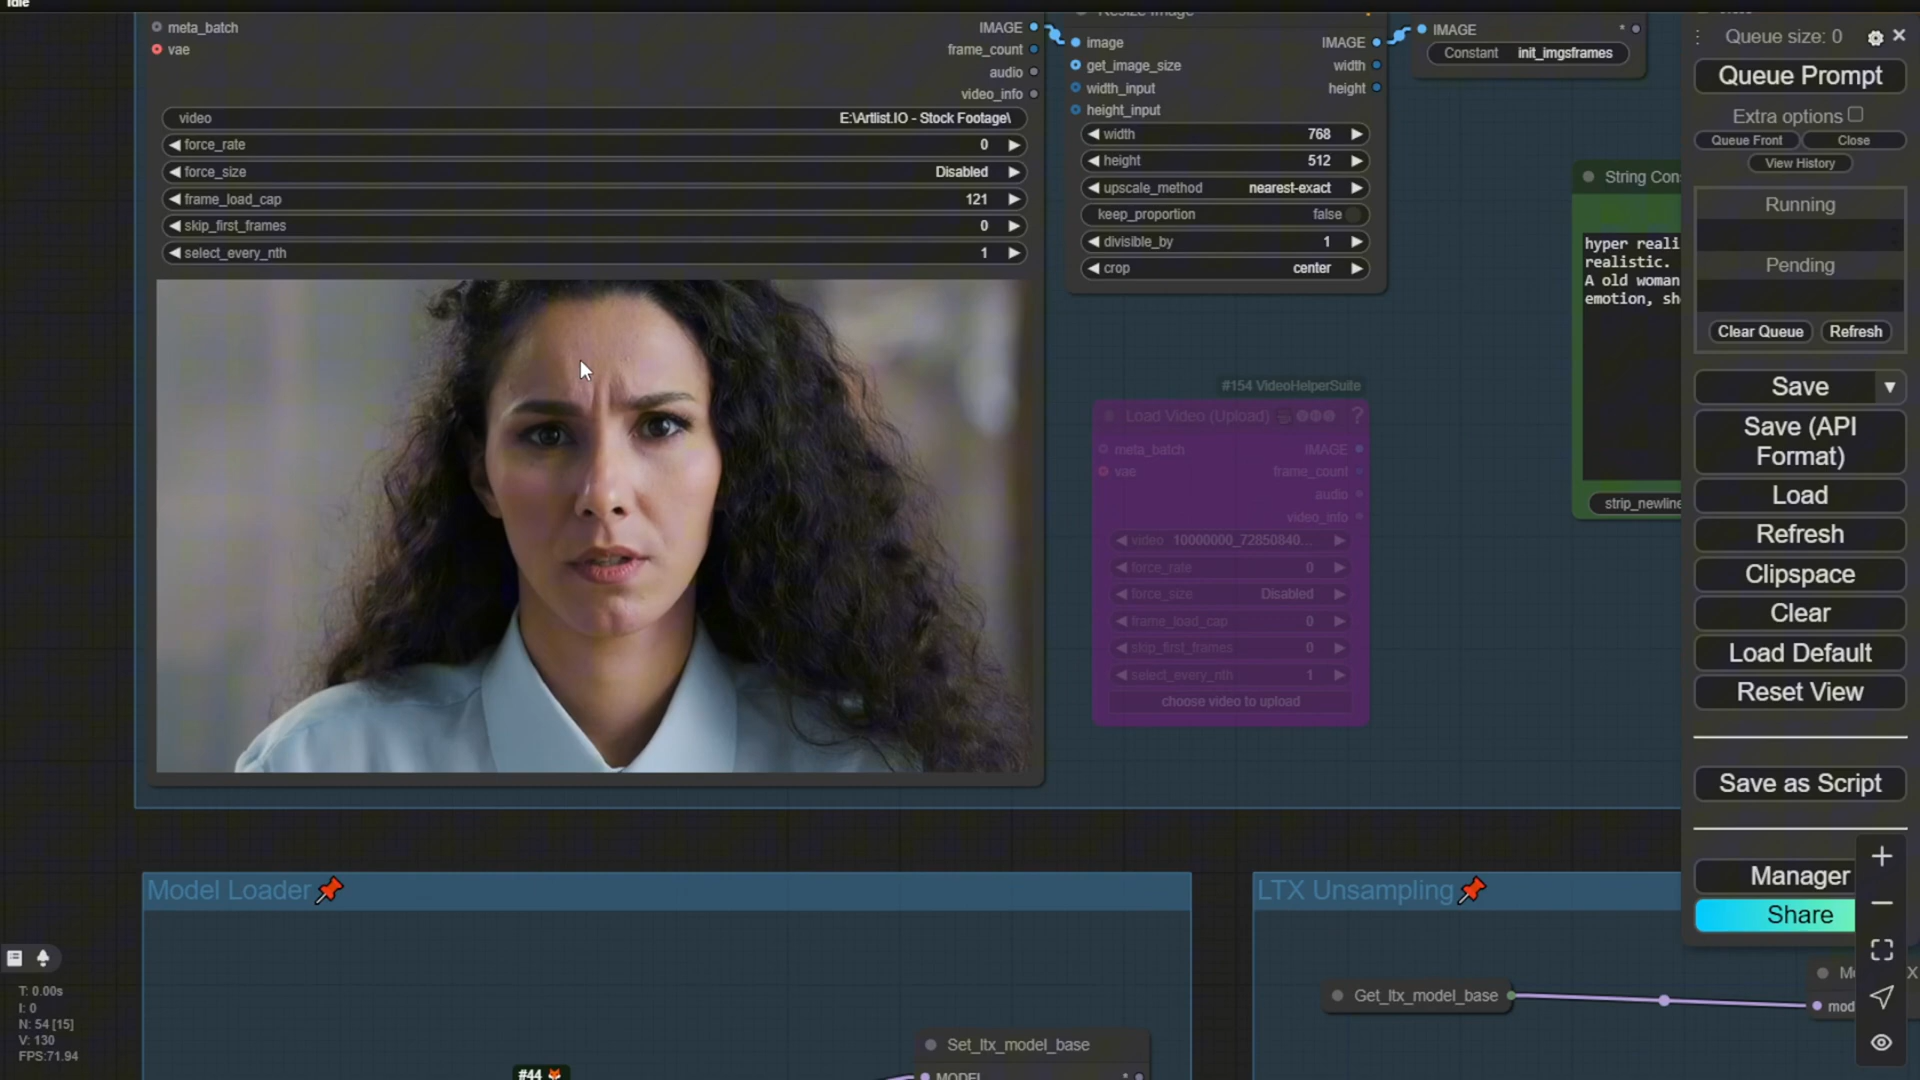 Idle
meta_batch
IMAGE
vae
frame_count
audio
video_info
video
E:\Artlist.IO - Stock Footage\
force_rate
0
force_size
Disabled
frame_load_cap
121
skip_first_frames
0
select_every_nth
1
Resize Image
image
IMAGE
get_image_size
width
width_input
height
height_input
width
768
height
512
upscale_method
nearest-exact
keep_proportion
false
divisible_by
1
crop
center
IMAGE
*
Constant
init_imgsframes
#154 VideoHelperSuite
Load Video (Upload)
?
meta_batch
IMAGE
vae
frame_count
audio
video_info
video
10000000_72850840...
force_rate
0
force_size
Disabled
frame_load_cap
0
skip_first_frames
0
select_every_nth
1
choose video to upload
String Con
hyper reali
realistic.
A old woman
emotion, sh
strip_newline
Queue size: 0
Queue Prompt
Extra options
Queue Front
Close
View History
Running
Pending
Clear Queue
Refresh
Save
Save (API
Format)
Load
Refresh
Clipspace
Clear
Load Default
Reset View
Save as Script
Manager
Share
Model Loader
LTX Unsampling
Get_ltx_model_base
mod
Set_ltx_model_base
MODEL
*
#44
T: 0.00s
I: 0
N: 54 [15]
V: 130
FPS:71.94